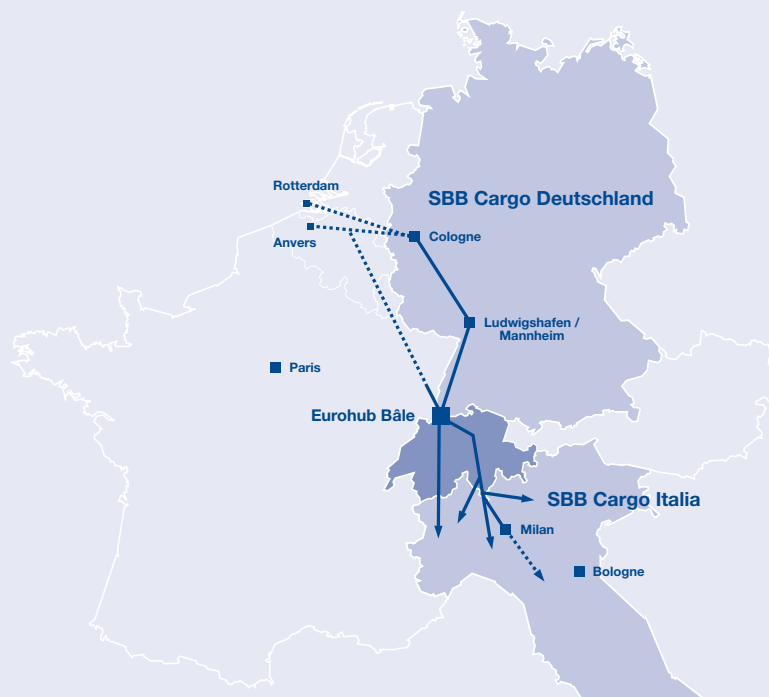 Rotterdam
SBB Cargo Deutschland
Anvers
Cologne
Ludwigshafen /
Mannheim
Paris
Eurohub Bâle
SBB Cargo Italia
Milan
Bologne